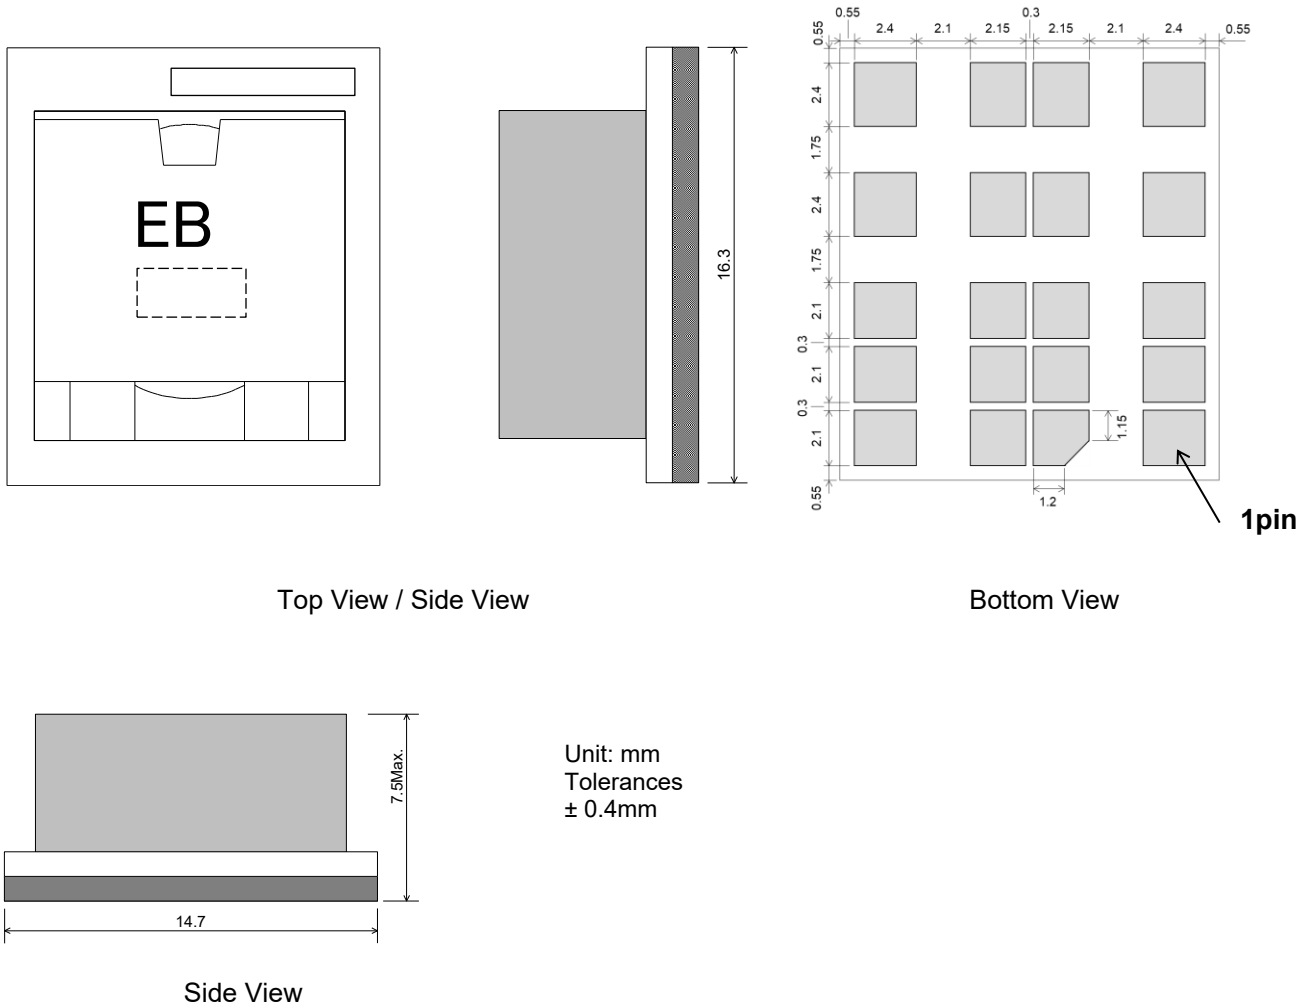 EB
16.3
Top View / Side View
0.55
2.4
2.1
2.15
0.3
2.15
2.1
2.4
0.55
0.55
2.4
1.75
2.4
1.75
2.1
0.3
2.1
0.3
2.1
0.55
1.15
1.2
1pin
Bottom View
7.5Max.
14.7
Side View
Unit: mm
Tolerances
± 0.4mm